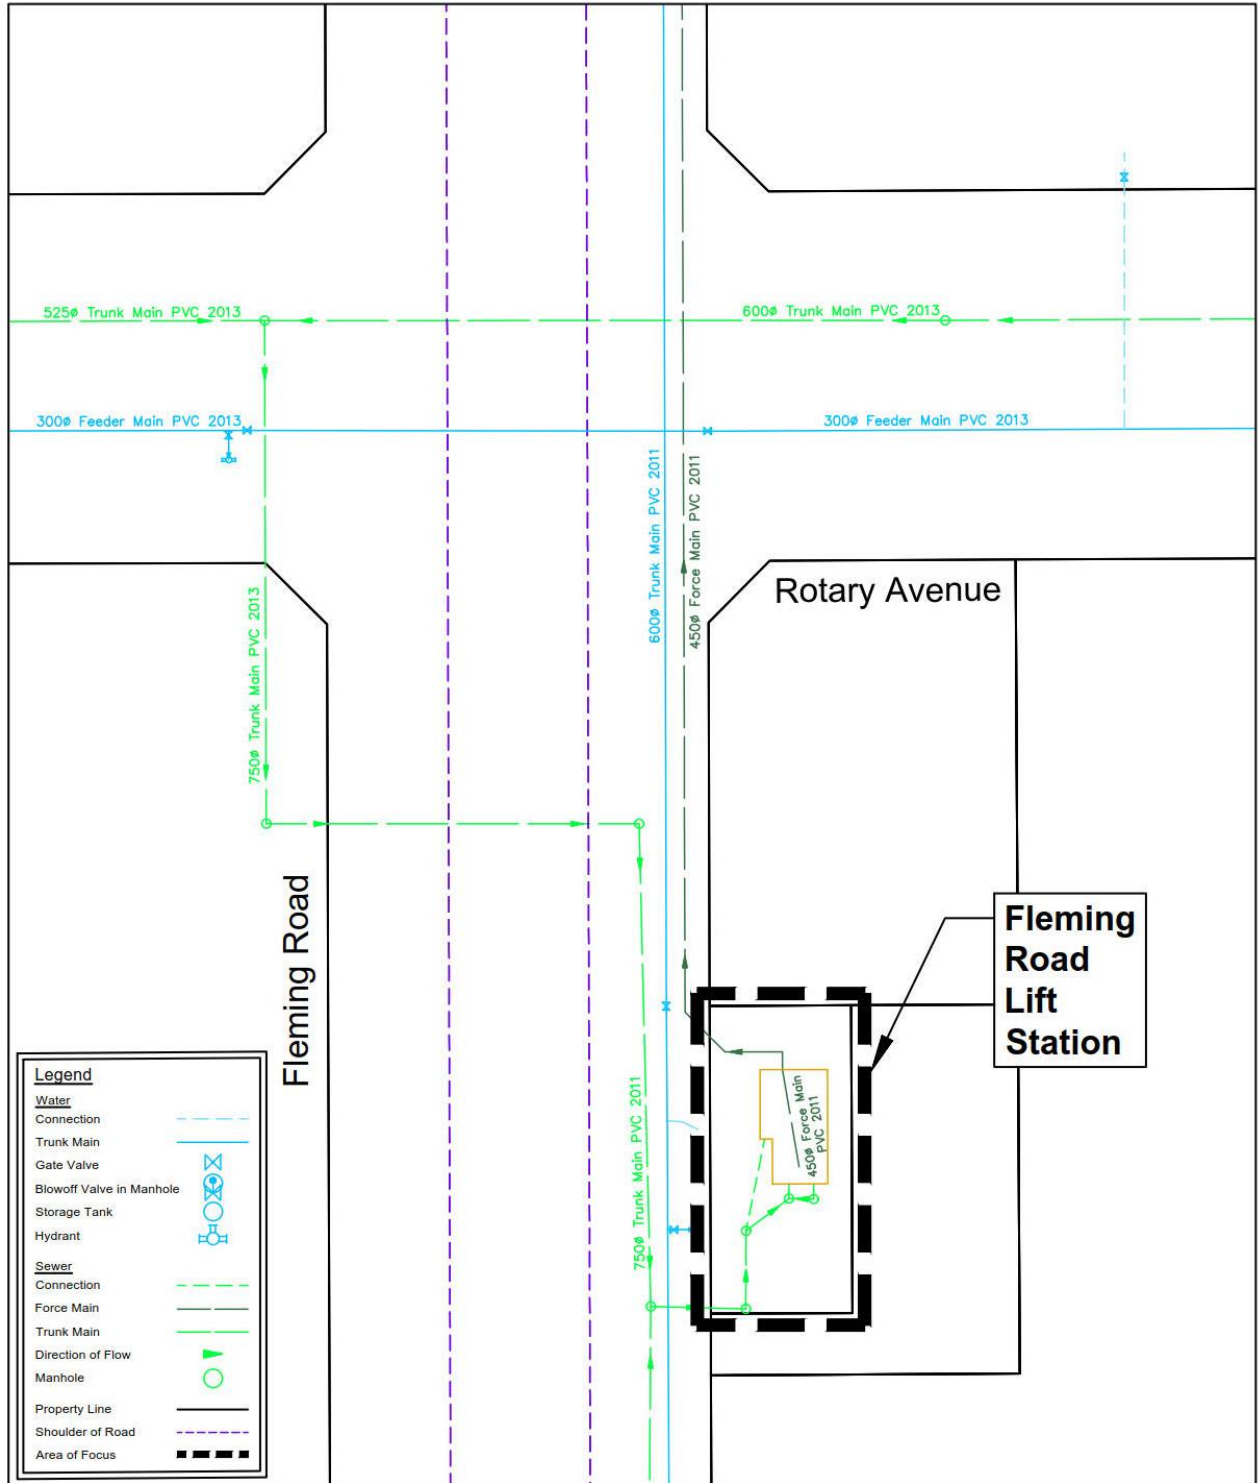 525ø Trunk Main PVC 2013
600ø Trunk Main PVC 2013
300ø Feeder Main PVC 2013
300ø Feeder Main PVC 2013
600ø Trunk Main PVC 2011
450ø Force Main PVC 2011
Rotary Avenue
750ø Trunk Main PVC 2013
Fleming Road
Fleming
Road
Lift
Station
450ø Force Main
PVC 2011
750ø Trunk Main PVC 2011
Legend
Water
Connection
Trunk Main
Gate Valve
Blowoff Valve in Manhole
Storage Tank
Hydrant
Sewer
Connection
Force Main
Trunk Main
Direction of Flow
Manhole
Property Line
Shoulder of Road
Area of Focus